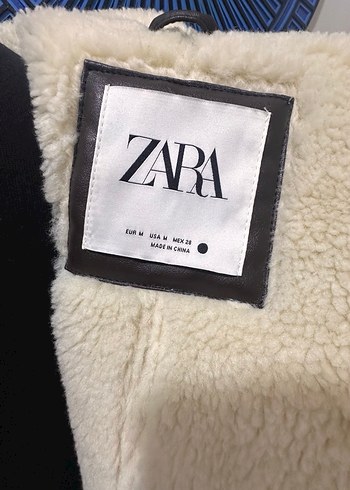 ZARA
EUR M USA M MEX 28
MADE IN CHINA